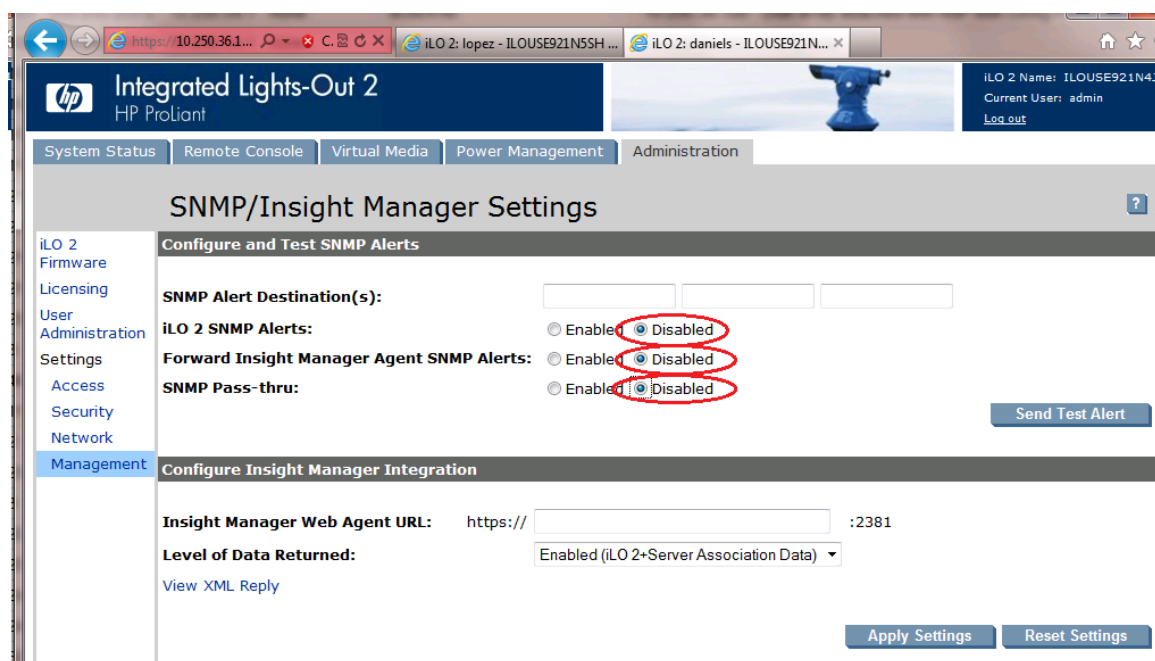 https://10.250.36.1... C.
iLO 2: lopez - ILOUSE921N5SH ...
iLO 2: daniels - ILOUSE921N...
hp
Integrated Lights-Out 2
HP ProLiant
iLO 2 Name: ILOUSE921N4
Current User: admin
Log out
System Status Remote Console Virtual Media Power Management Administration
SNMP/Insight Manager Settings
?
iLO 2
Firmware
Licensing
User
Administration
Settings
Access
Security
Network
Management
Configure and Test SNMP Alerts
SNMP Alert Destination(s):
iLO 2 SNMP Alerts: Enabled Disabled
Forward Insight Manager Agent SNMP Alerts: Enabled Disabled
SNMP Pass-thru: Enabled Disabled
Send Test Alert
Configure Insight Manager Integration
Insight Manager Web Agent URL: https:// :2381
Level of Data Returned: Enabled (iLO 2+Server Association Data)
View XML Reply
Apply Settings Reset Settings